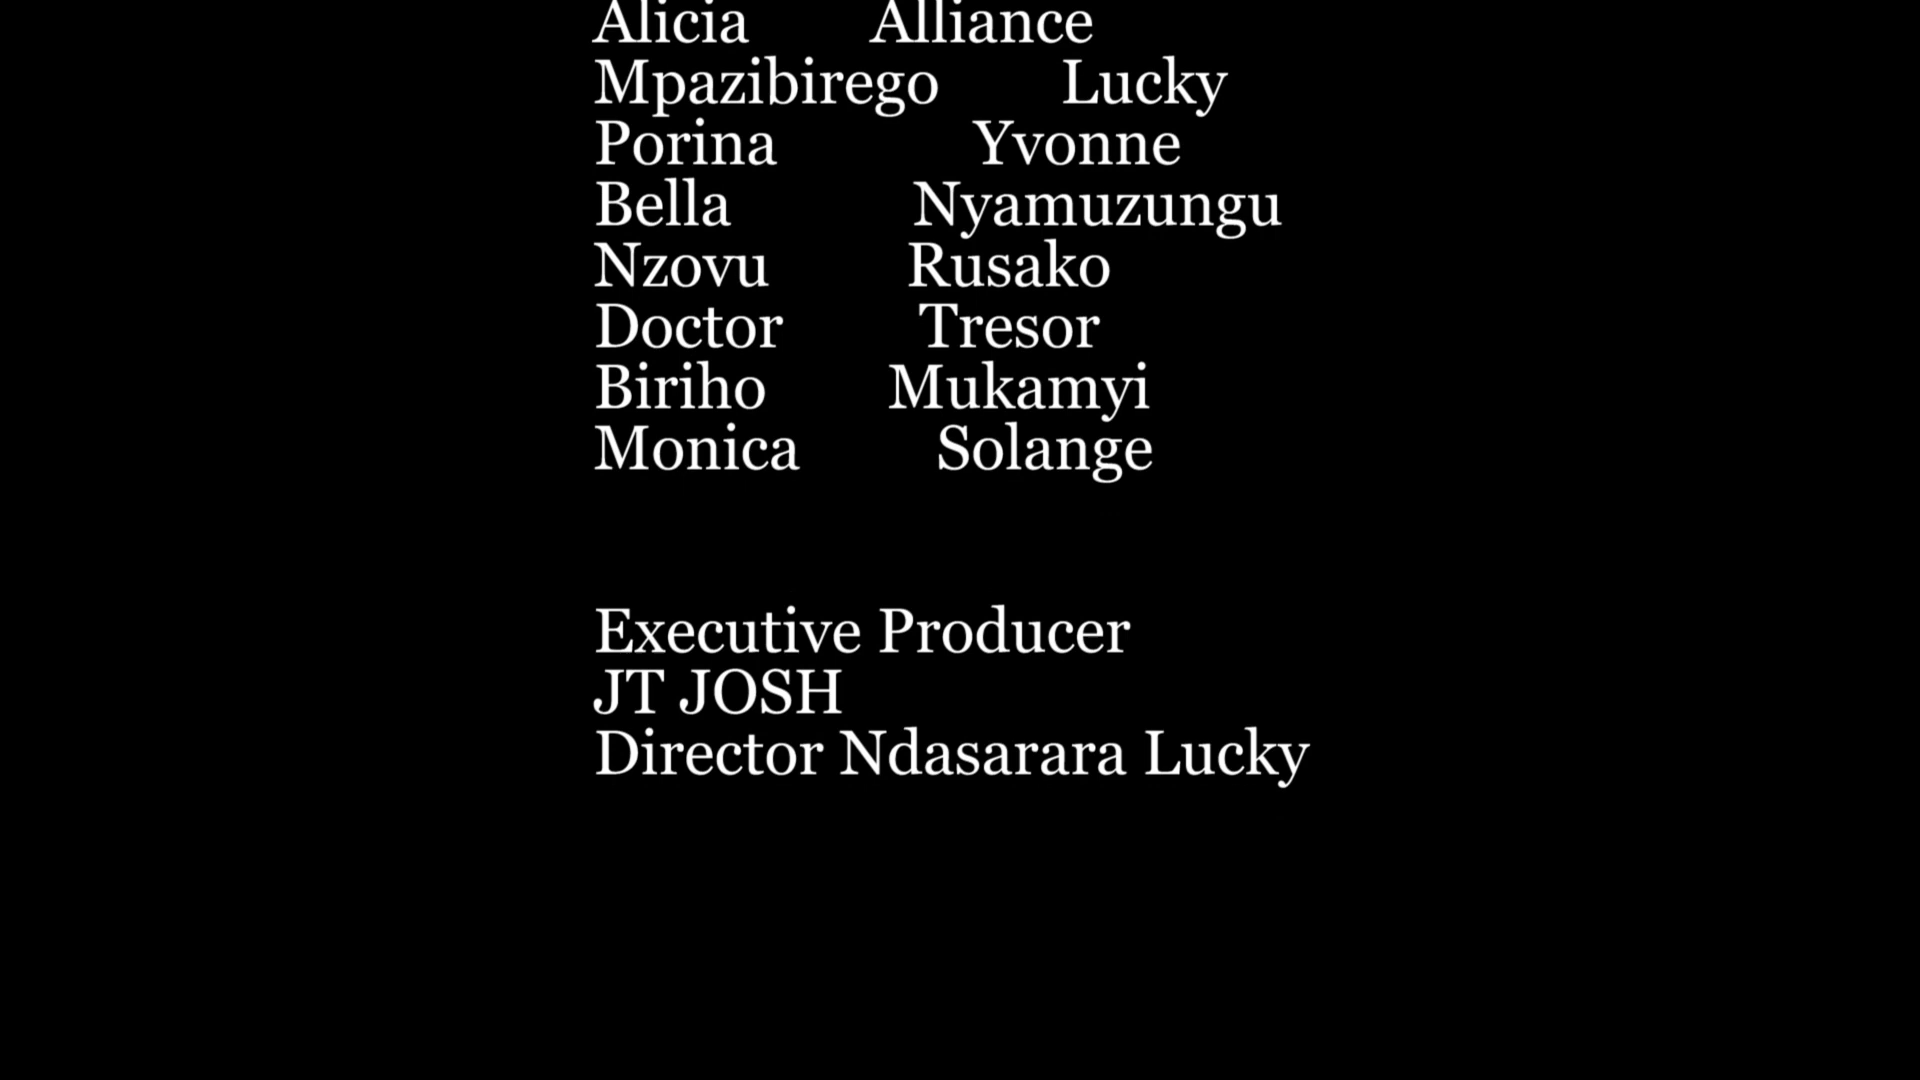 Alicia Alliance
Mpazibirego Lucky
Porina Yvonne
Bella Nyamuzungu
Nzovu Rusako
Doctor Tresor
Biriho Mukamyi
Monica Solange
Executive Producer
JT JOSH
Director Ndasarara Lucky